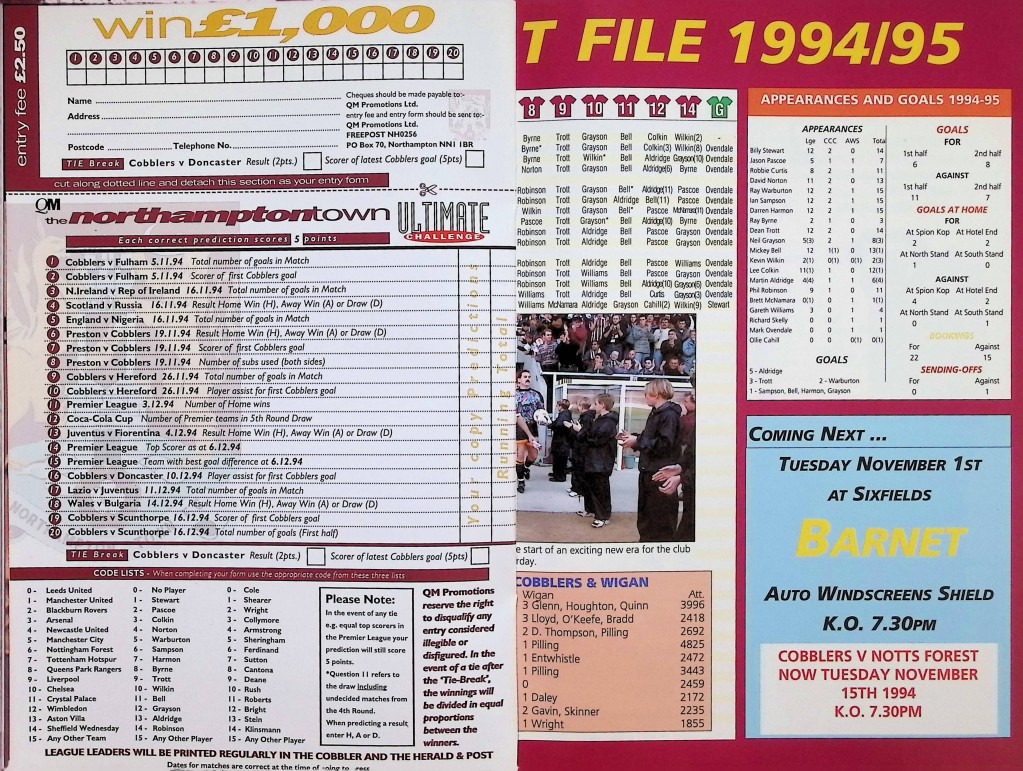 entry fee £2.50
win£1,000
1 2 3 4 5 6 7 8 9 10 11 12 13 14 15 16 17 18 19 20
Name
Address
Postcode Telephone No.
Cheques should be made payable to:-
QM Promotions Ltd.
entry fee and entry form should be sent to:-
QM Promotions Ltd.
FREEPOST NH0256
PO Box 70, Northampton NN1 1BR
TIE Break Cobblers v Doncaster Result (2pts.) Scorer of latest Cobblers goal (5pts)
cut along dotted line and detach this section as your entry form
QM
the northamptontown ULTIMATE CHALLENGE
Each correct prediction scores 5 points
1 Cobblers v Fulham 5.11.94 Total number of goals in Match
2 Cobblers v Fulham 5.11.94 Scorer of first Cobblers goal
3 N.Ireland v Rep of Ireland 16.11.94 Total number of goals in Match
4 Scotland v Russia 16.11.94 Result Home Win (H), Away Win (A) or Draw (D)
5 England v Nigeria 16.11.94 Total number of goals in Match
6 Preston v Cobblers 19.11.94 Result Home Win (H), Away Win (A) or Draw (D)
7 Preston v Cobblers 19.11.94 Scorer of first Cobblers goal
8 Preston v Cobblers 19.11.94 Number of subs used (both sides)
9 Cobblers v Hereford 26.11.94 Total number of goals in Match
10 Cobblers v Hereford 26.11.94 Player assist for first Cobblers goal
11 Premier League 3.12.94 Number of Home wins
12 Coca-Cola Cup Number of Premier teams in 5th Round Draw
13 Juventus v Fiorentina 4.12.94 Result Home Win (H), Away Win (A) or Draw (D)
14 Premier League Top Scorer as at 6.12.94
15 Premier League Team with best goal difference at 6.12.94
16 Cobblers v Doncaster 10.12.94 Player assist for first Cobblers goal
17 Lazio v Juventus 11.12.94 Total number of goals in Match
18 Wales v Bulgaria 14.12.94 Result Home Win (H), Away Win (A) or Draw (D)
19 Cobblers v Scunthorpe 16.12.94 Scorer of first Cobblers goal
20 Cobblers v Scunthorpe 16.12.94 Total number of goals (First half)
Your copy Predictions
Running Total
TIE Break Cobblers v Doncaster Result (2pts.) Scorer of latest Cobblers goal (5pts)
CODE LISTS - When completing your form use the appropriate code from these three lists
0 - Leeds United
1 - Manchester United
2 - Blackburn Rovers
3 - Arsenal
4 - Newcastle United
5 - Manchester City
6 - Nottingham Forest
7 - Tottenham Hotspur
8 - Queens Park Rangers
9 - Liverpool
10 - Chelsea
11 - Crystal Palace
12 - Wimbledon
13 - Aston Villa
14 - Sheffield Wednesday
15 - Any Other Team
0 - No Player
1 - Stewart
2 - Pascoe
3 - Colkin
4 - Norton
5 - Warburton
6 - Sampson
7 - Harmon
8 - Byrne
9 - Trott
10 - Wilkin
11 - Bell
12 - Grayson
13 - Aldridge
14 - Robinson
15 - Any Other Player
0 - Cole
1 - Shearer
2 - Wright
3 - Collymore
4 - Armstrong
5 - Sheringham
6 - Ferdinand
7 - Sutton
8 - Cantona
9 - Deane
10 - Rush
11 - Roberts
12 - Bright
13 - Stein
14 - Klinsmann
15 - Any Other Player
Please Note:
In the event of any tie
e.g. equal top scorers in
the Premier League your
prediction will still score
5 points.
*Question 11 refers to
the draw including
undecided matches from
the 4th Round.
When predicting a result
enter H, A or D.
QM Promotions
reserve the right
to disqualify any
entry considered
illegible or
disfigured. In the
event of a tie after
the 'Tie-Break',
the winnings will
be divided in equal
proportions
between the
winners.
LEAGUE LEADERS WILL BE PRINTED REGULARLY IN THE COBBLER AND THE HERALD & POST
Dates for matches are correct at the time of going to press
T FILE 1994/95
8 9 10 11 12 14 G
Byrne Trott Grayson Bell Colkin Wilkin(2) -
Byrne* Trott Grayson Bell Colkin(3) Wilkin(8) Ovendale
Byrne Trott Wilkin* Bell Aldridge Grayson(10) Ovendale
Norton Trott Grayson Bell Aldridge(6) Byrne Ovendale
Robinson Trott Grayson Bell* Aldridge(11) Pascoe Ovendale
Robinson Trott Grayson Aldridge Bell(11) Pascoe Ovendale
Wilkin Trott Grayson Bell* Pascoe McNamara(11) Ovendale
Robinson Trott Grayson Pascoe* Grayson(10) Byrne Ovendale
Robinson Trott Aldridge Bell Pascoe Grayson Ovendale
Robinson Trott Aldridge Bell Pascoe Grayson Ovendale
Robinson Trott Williams Bell Pascoe Grayson Ovendale
Robinson Trott Williams Bell Aldridge(10) Grayson(6) Ovendale
Williams Trott Aldridge Bell Curtis Grayson(3) Ovendale
Williams McNamara Aldridge Grayson Cahill(2) Wilkin(9) Stewart
e start of an exciting new era for the club
rday.
COBBLERS & WIGAN
Wigan Att.
3 Glenn, Houghton, Quinn 3996
3 Lloyd, O'Keefe, Bradd 2418
2 D. Thompson, Pilling 2692
1 Pilling 4825
1 Entwhistle 2472
1 Pilling 3443
0 2459
1 Daley 2172
2 Gavin, Skinner 2235
1 Wright 1855
APPEARANCES AND GOALS 1994-95
APPEARANCES
Lge CCC AWS Total
Billy Stewart 12 2 0 14
Jason Pascoe 5 1 1 7
Robbie Curtis 8 2 1 11
David Norton 11 2 0 13
Ray Warburton 12 2 1 15
Ian Sampson 12 2 1 15
Darren Harmon 12 2 1 15
Ray Byrne 2 1 0 3
Dean Trott 12 2 0 14
Neil Grayson 5(3) 2 1 8(3)
Mickey Bell 12 1(1) 0 13(1)
Kevin Wilkin 2(1) 0(1) 0(1) 2(3)
Lee Colkin 11(1) 1 0 12(1)
Martin Aldridge 4(4) 1 1 6(4)
Phil Robinson 9 1 0 11
Brett McNamara 0(1) 0 1 1(1)
Gareth Williams 3 0 1 4
Richard Skelly 0 0 1 1
Mark Ovendale 0 0 1 1
Ollie Cahill 0 0 0(1) 0(1)
GOALS
5 - Aldridge
3 - Trott 2 - Warburton
1 - Sampson, Bell, Harmon, Grayson
GOALS
FOR
1st half 2nd half
6 8
AGAINST
1st half 2nd half
11 7
GOALS AT HOME
FOR
At Spion Kop At Hotel End
2 2
At North Stand At South Stand
1 0
AGAINST
At Spion Kop At Hotel End
4 2
At North Stand At South Stand
0 1
BOOKINGS
For Against
22 15
SENDING-OFFS
For Against
0 1
COMING NEXT ...
TUESDAY NOVEMBER 1ST
AT SIXFIELDS
BARNET
AUTO WINDSCREENS SHIELD
K.O. 7.30PM
COBBLERS V NOTTS FOREST
NOW TUESDAY NOVEMBER
15TH 1994
K.O. 7.30PM